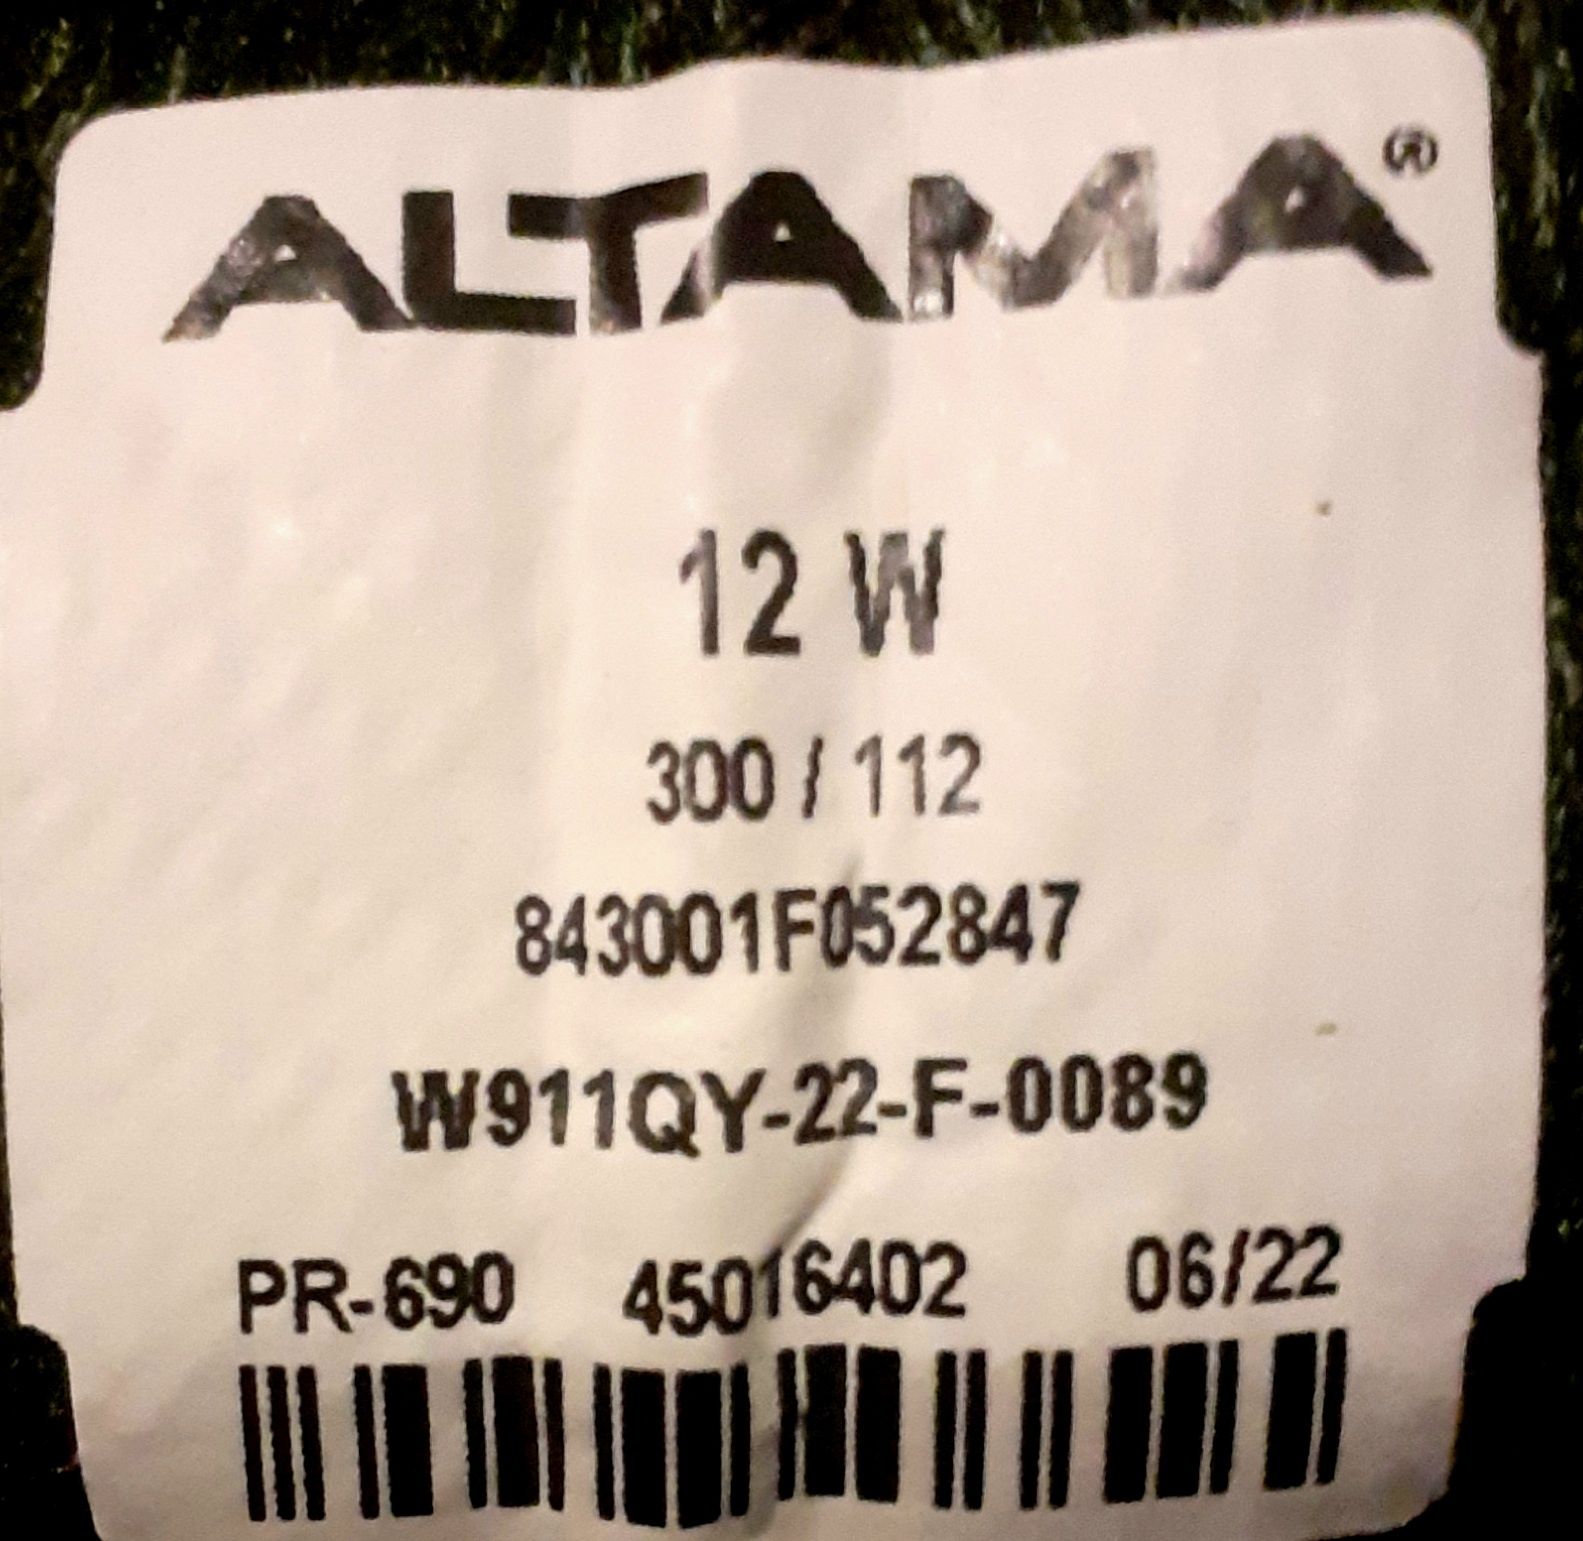 ALTAMA®
12 W
300 / 112
843001F052847
W911QY-22-F-0089
PR-690 45016402 06/22